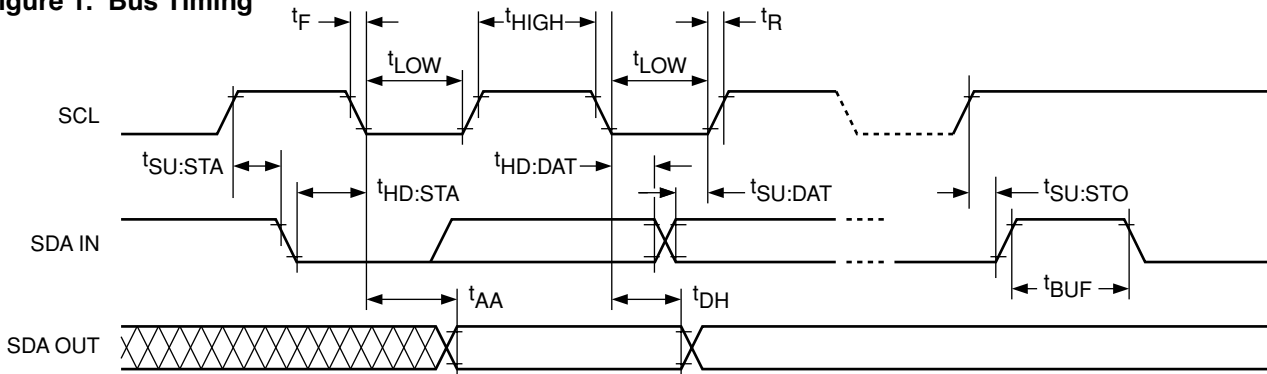 Figure 1. Bus Timing
tF
tHIGH
tR
tLOW
tLOW
SCL
tSU:STA
tHD:STA
tHD:DAT
tSU:DAT
tSU:STO
SDA IN
tAA
tDH
tBUF
SDA OUT